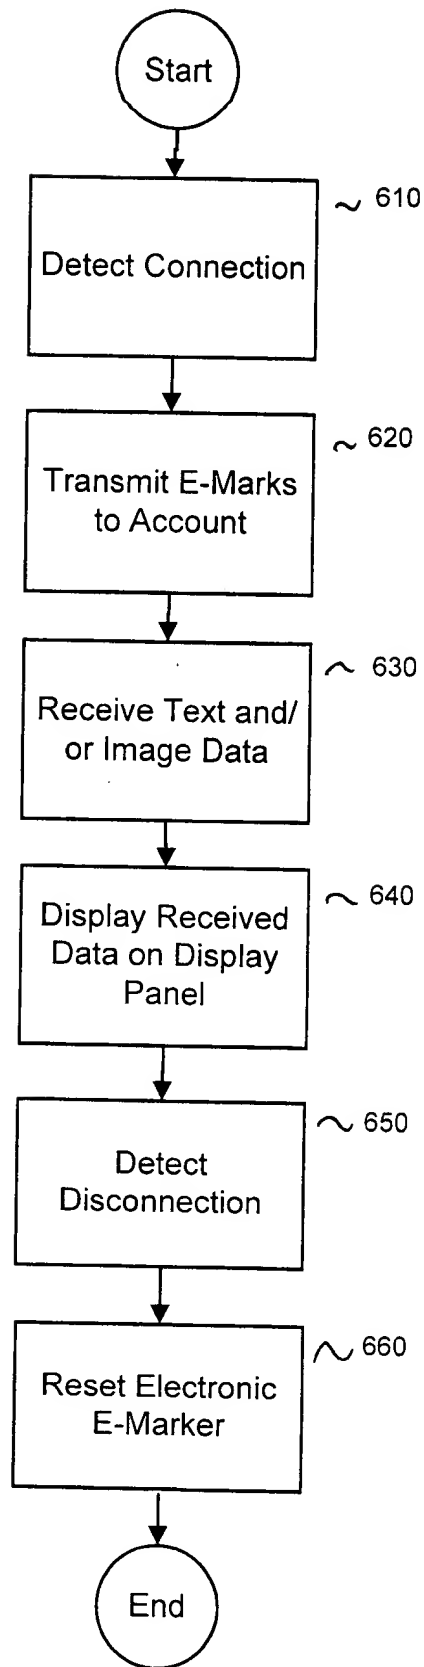 Start
610
Detect Connection
620
Transmit E-Marks
to Account
630
Receive Text and/
or Image Data
640
Display Received
Data on Display
Panel
650
Detect
Disconnection
660
Reset Electronic
E-Marker
End